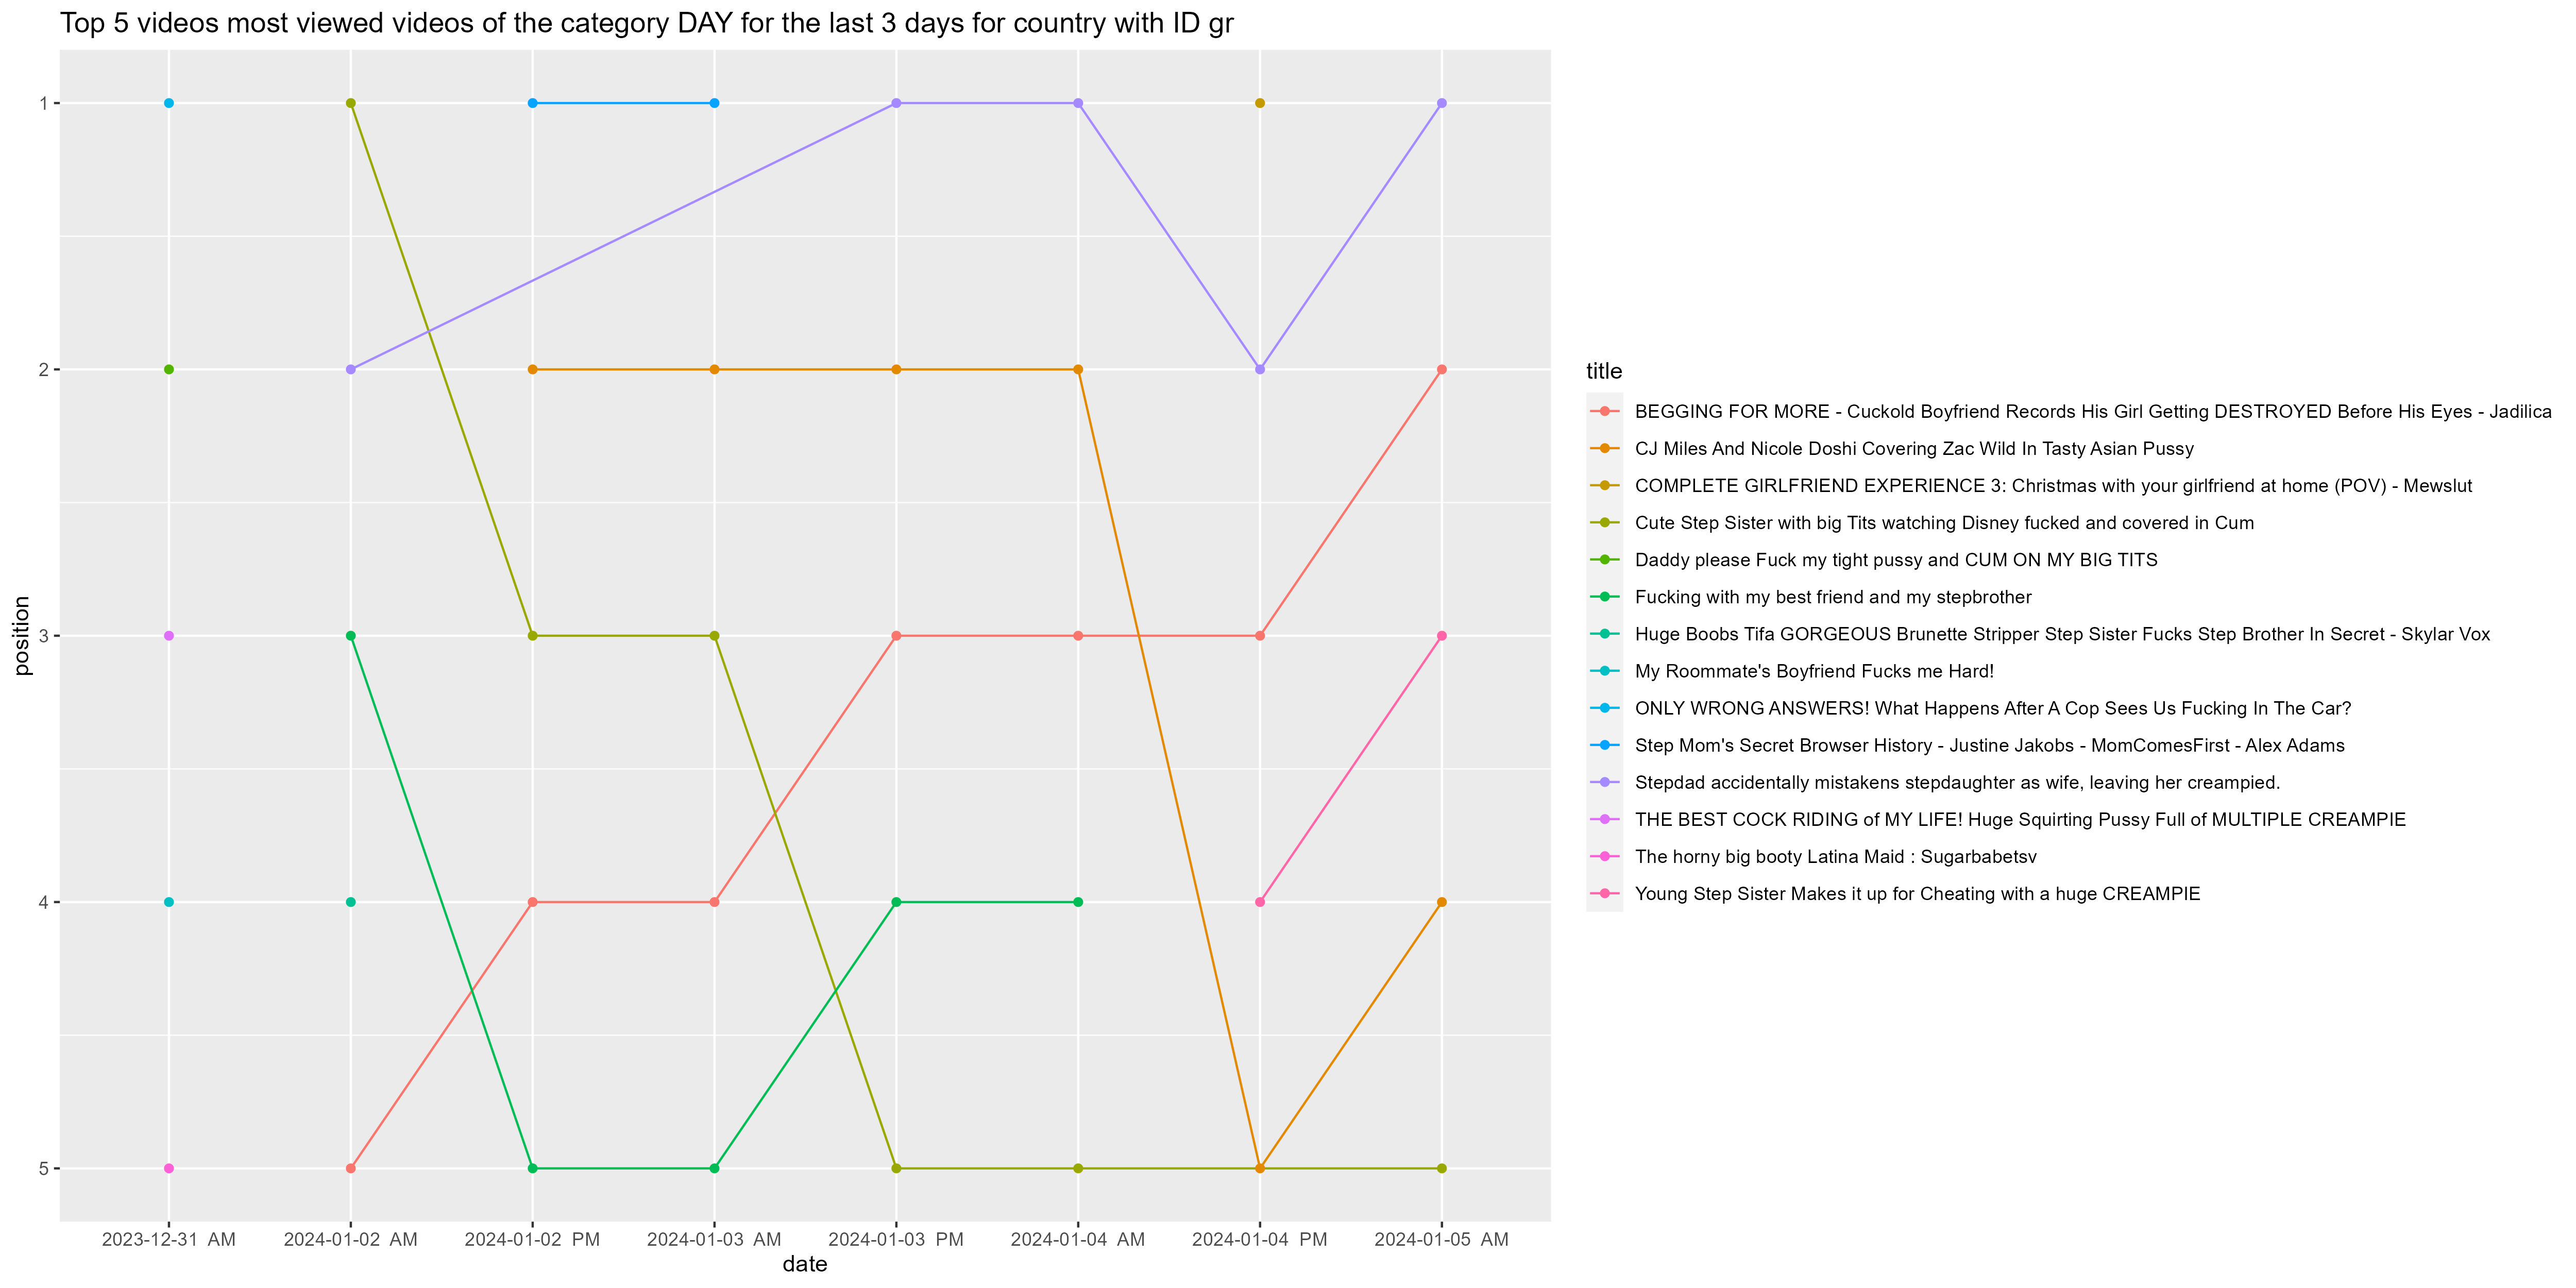 Top 5 videos most viewed videos of the category DAY for the last 3 days for country with ID gr
position
1
2
3
4
5
2023-12-31 AM
2024-01-02 AM
2024-01-02 PM
2024-01-03 AM
2024-01-03 PM
2024-01-04 AM
2024-01-04 PM
2024-01-05 AM
date
title
BEGGING FOR MORE - Cuckold Boyfriend Records His Girl Getting DESTROYED Before His Eyes - Jadilica
CJ Miles And Nicole Doshi Covering Zac Wild In Tasty Asian Pussy
COMPLETE GIRLFRIEND EXPERIENCE 3: Christmas with your girlfriend at home (POV) - Mewslut
Cute Step Sister with big Tits watching Disney fucked and covered in Cum
Daddy please Fuck my tight pussy and CUM ON MY BIG TITS
Fucking with my best friend and my stepbrother
Huge Boobs Tifa GORGEOUS Brunette Stripper Step Sister Fucks Step Brother In Secret - Skylar Vox
My Roommate's Boyfriend Fucks me Hard!
ONLY WRONG ANSWERS! What Happens After A Cop Sees Us Fucking In The Car?
Step Mom's Secret Browser History - Justine Jakobs - MomComesFirst - Alex Adams
Stepdad accidentally mistakens stepdaughter as wife, leaving her creampied.
THE BEST COCK RIDING of MY LIFE! Huge Squirting Pussy Full of MULTIPLE CREAMPIE
The horny big booty Latina Maid : Sugarbabetsv
Young Step Sister Makes it up for Cheating with a huge CREAMPIE